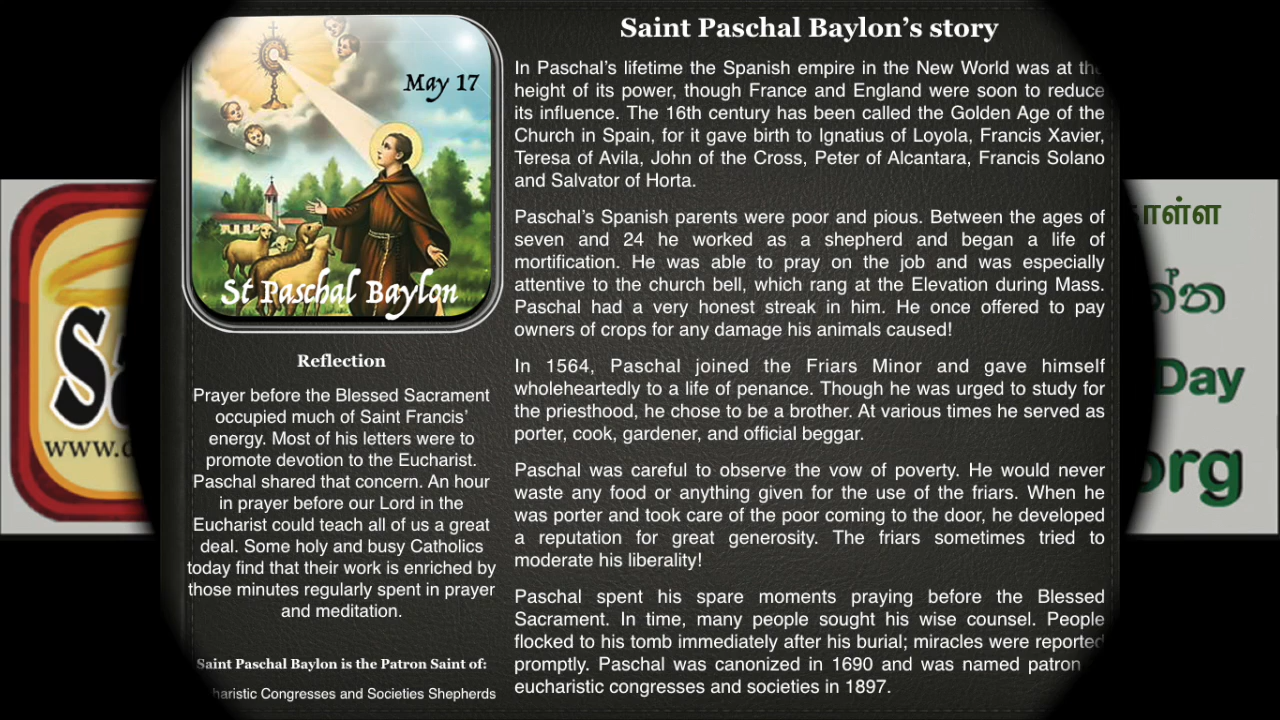 May 17
St Paschal Baylon
Reflection
Prayer before the Blessed Sacrament
occupied much of Saint Francis'
energy. Most of his letters were to
promote devotion to the Eucharist.
Paschal shared that concern. An hour
in prayer before our Lord in the
Eucharist could teach all of us a great
deal. Some holy and busy Catholics
today find that their work is enriched by
those minutes regularly spent in prayer
and meditation.
Saint Paschal Baylon is the Patron Saint of:
haristic Congresses and Societies Shepherds
Saint Paschal Baylon's story
In Paschal's lifetime the Spanish empire in the New World was at the
height of its power, though France and England were soon to reduce
its influence. The 16th century has been called the Golden Age of the
Church in Spain, for it gave birth to Ignatius of Loyola, Francis Xavier,
Teresa of Avila, John of the Cross, Peter of Alcantara, Francis Solano
and Salvator of Horta.
Paschal's Spanish parents were poor and pious. Between the ages of
seven and 24 he worked as a shepherd and began a life of
mortification. He was able to pray on the job and was especially
attentive to the church bell, which rang at the Elevation during Mass.
Paschal had a very honest streak in him. He once offered to pay
owners of crops for any damage his animals caused!
In 1564, Paschal joined the Friars Minor and gave himself
wholeheartedly to a life of penance. Though he was urged to study for
the priesthood, he chose to be a brother. At various times he served as
porter, cook, gardener, and official beggar.
Paschal was careful to observe the vow of poverty. He would never
waste any food or anything given for the use of the friars. When he
was porter and took care of the poor coming to the door, he developed
a reputation for great generosity. The friars sometimes tried to
moderate his liberality!
Paschal spent his spare moments praying before the Blessed
Sacrament. In time, many people sought his wise counsel. People
flocked to his tomb immediately after his burial; miracles were reported
promptly. Paschal was canonized in 1690 and was named patron
eucharistic congresses and societies in 1897.
www.
Day
org